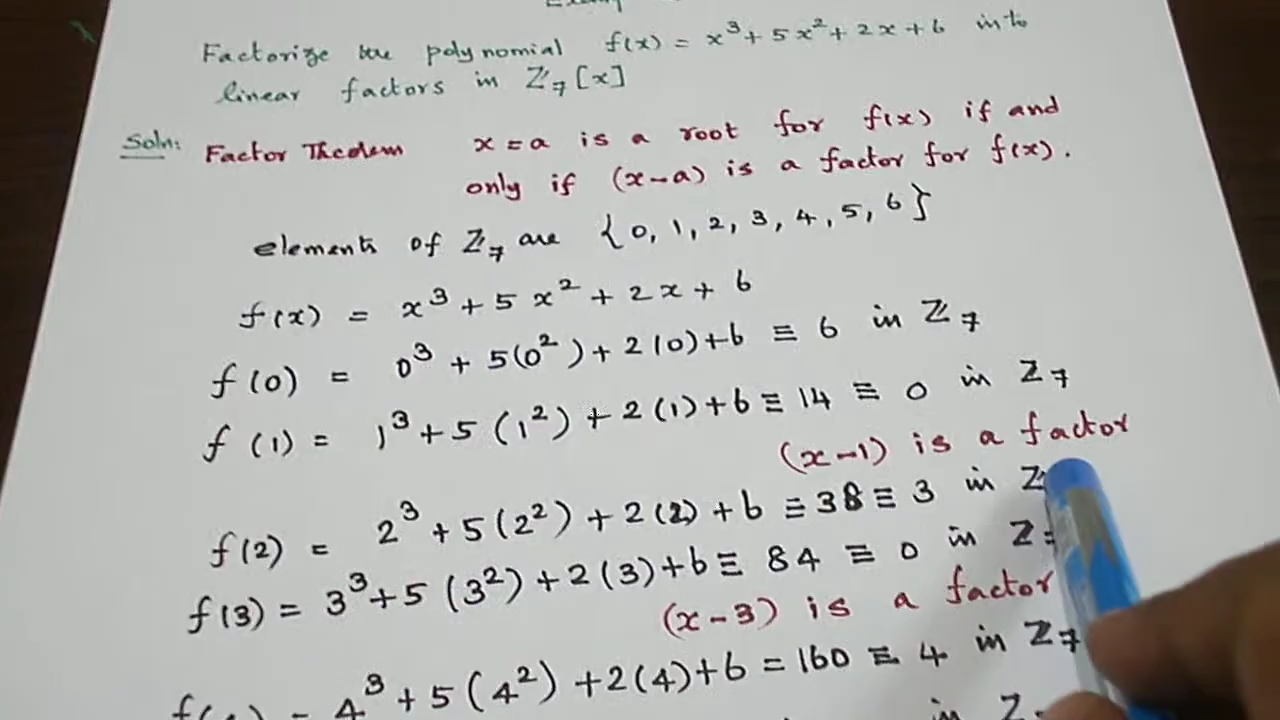 Factorize the polynomial f(x) = x³ + 5x² + 2x + 6 into
linear factors in Z₇[x]
Soln: Factor Theorem x = a is a root for f(x) if and
only if (x-a) is a factor for f(x).
elements of Z₇ are {0, 1, 2, 3, 4, 5, 6}
f(x) = x³ + 5x² + 2x + 6
f(0) = 0³ + 5(0²) + 2(0) + 6 ≡ 6 in Z₇
f(1) = 1³ + 5(1²) + 2(1) + 6 ≡ 14 ≡ 0 in Z₇
(x-1) is a factor
f(2) = 2³ + 5(2²) + 2(2) + 6 ≡ 38 ≡ 3 in Z
f(3) = 3³ + 5(3²) + 2(3) + 6 ≡ 84 ≡ 0 in Z₇
(x-3) is a factor
4³ + 5(4²) + 2(4) + 6 = 160 ≡ 4 in Z₇
in Z